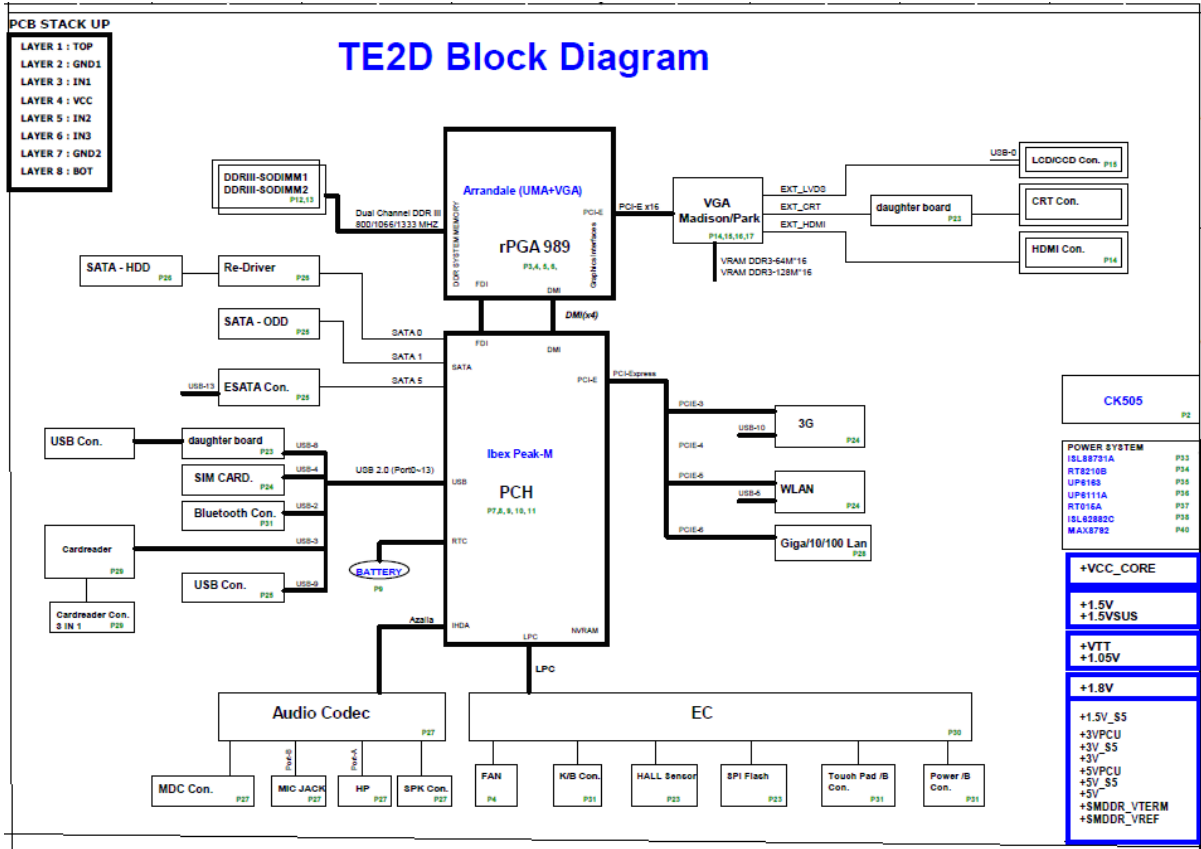 PCB STACK UP
LAYER 1 : TOP
LAYER 2 : GND1
LAYER 3 : IN1
LAYER 4 : VCC
LAYER 5 : IN2
LAYER 6 : IN3
LAYER 7 : GND2
LAYER 8 : BOT
TE2D Block Diagram
DDRIII-SODIMM1
DDRIII-SODIMM2
P12,13
Dual Channel DDR III
800/1066/1333 MHZ
Arrandale (UMA+VGA)
DDR SYSTEM MEMORY
PCI-E
Graphics Interfaces
rPGA 989
P3,4, 5, 6,
FDI
DMI
PCI-E x16
VGA
Madison/Park
P14,15,16,17
VRAM DDR3-64M*16
VRAM DDR3-128M*16
EXT_LVDS
EXT_CRT
EXT_HDMI
daughter board
P23
USB-0
LCD/CCD Con.
P15
CRT Con.
HDMI Con.
P14
SATA - HDD
P26
Re-Driver
P26
SATA - ODD
P25
USB-13
ESATA Con.
P26
SATA 0
SATA 1
SATA 5
DMI(x4)
FDI
DMI
SATA
PCI-E
PCI-Express
Ibex Peak-M
PCH
P7,8, 9, 10, 11
USB
RTC
IHDA
LPC
NVRAM
USB Con.
daughter board
P23
USB-8
SIM CARD.
P24
USB-4
Bluetooth Con.
P31
USB-2
Cardreader
P29
USB-3
USB Con.
P25
USB-9
Cardreader Con.
P29
USB 2.0 (Port0~13)
BATTERY
P9
Azalia
LPC
PCIE-3
USB-10
3G
P24
PCIE-4
PCIE-5
WLAN
P24
PCIE-6
Giga/10/100 Lan
P28
CK505
P2
POWER SYSTEM
ISL88731A P33
RT8210B P34
UP6163 P35
UP6111A P36
RT015A P37
ISL62882C P38
MAX8792 P40
+VCC_CORE
+1.5V
+1.5VSUS
+VTT
+1.05V
+1.8V
+1.5V_S5
+3VPCU
+3V_S5
+3V
+5VPCU
+5V_S5
+5V
+SMDDR_VTERM
+SMDDR_VREF
Audio Codec
P27
MDC Con.
P27
Port-B
MIC JACK
P27
Port-A
HP
P27
SPK Con.
P27
EC
P30
FAN
P4
K/B Con.
P31
HALL Sensor
P23
SPI Flash
P23
Touch Pad /B
Con.
P31
Power /B
Con.
P31